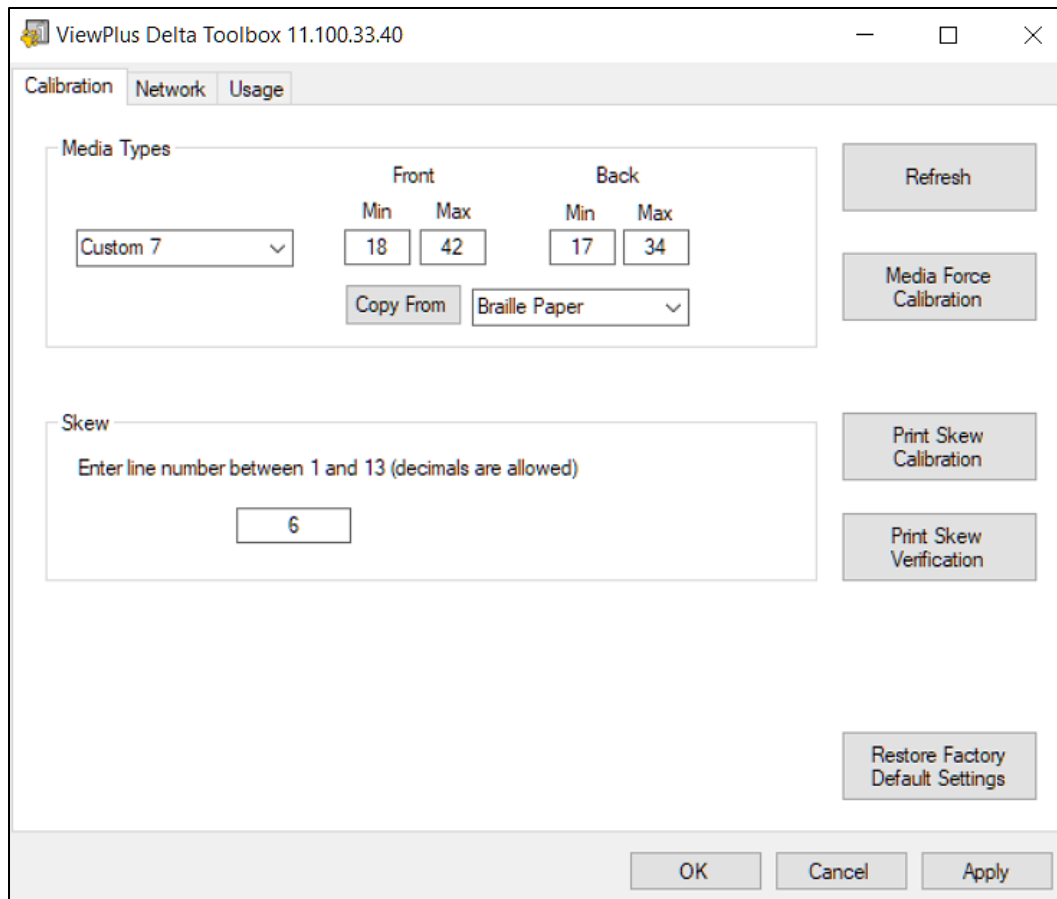 ViewPlus Delta Toolbox 11.100.33.40
Calibration Network Usage
Media Types
Front Back
Min Max Min Max
Custom 7 18 42 17 34
Copy From Braille Paper
Refresh
Media Force
Calibration
Skew
Enter line number between 1 and 13 (decimals are allowed)
6
Print Skew
Calibration
Print Skew
Verification
Restore Factory
Default Settings
OK Cancel Apply